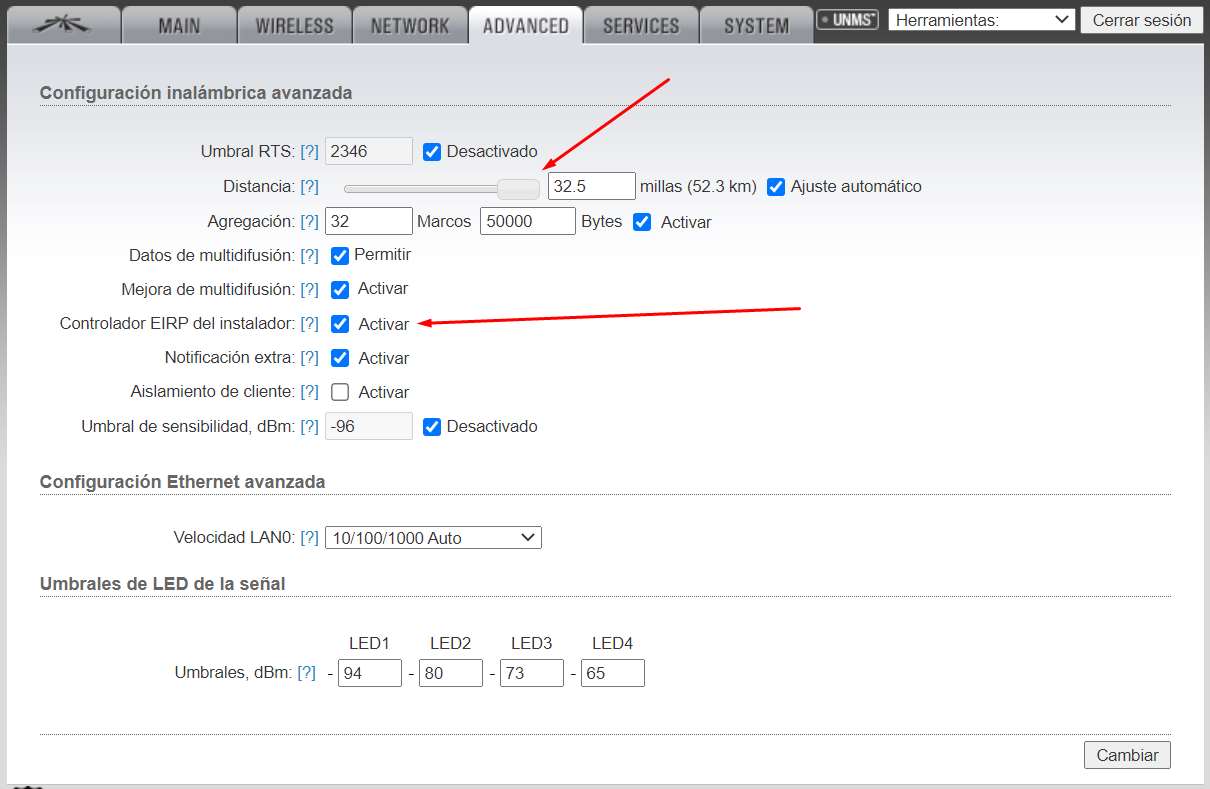 MAIN WIRELESS NETWORK ADVANCED SERVICES SYSTEM UNMS Herramientas: Cerrar sesión
Configuración inalámbrica avanzada
Umbral RTS: [?] 2346 Desactivado
Distancia: [?] 32.5 millas (52.3 km) Ajuste automático
Agregación: [?] 32 Marcos 50000 Bytes Activar
Datos de multidifusión: [?] Permitir
Mejora de multidifusión: [?] Activar
Controlador EIRP del instalador: [?] Activar
Notificación extra: [?] Activar
Aislamiento de cliente: [?] Activar
Umbral de sensibilidad, dBm: [?] -96 Desactivado
Configuración Ethernet avanzada
Velocidad LAN0: [?] 10/100/1000 Auto
Umbrales de LED de la señal
LED1 LED2 LED3 LED4
Umbrales, dBm: [?] - 94 - 80 - 73 - 65
Cambiar